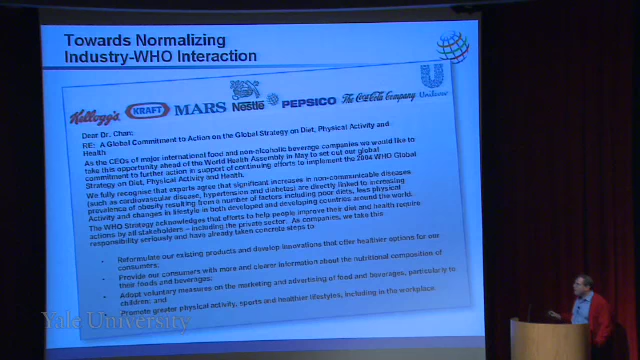 Towards Normalizing
Industry-WHO Interaction
Kellogg's KRAFT MARS Nestlé PEPSICO The Coca-Cola Company Unilever
Dear Dr. Chan:
RE: A Global Commitment to Action on the Global Strategy on Diet, Physical Activity and
Health
As the CEOs of major international food and non-alcoholic beverage companies we would like to
take this opportunity ahead of the World Health Assembly in May to set out our global
commitment to further action in support of continuing efforts to implement the 2004 WHO Global
Strategy on Diet, Physical Activity and Health.
We fully recognise that experts agree that significant increases in non-communicable diseases
(such as cardiovascular disease, hypertension and diabetes) are directly linked to increasing
prevalence of obesity resulting from a number of factors including poor diets, less physical
Activity and changes in lifestyle in both developed and developing countries around the world.
The WHO Strategy acknowledges that efforts to help people improve their diet and health require
actions by all stakeholders – including the private sector. As companies, we take this
responsibility seriously and have already taken concrete steps to:
• Reformulate our existing products and develop innovations that offer healthier options for our
consumers;
• Provide our consumers with more and clearer information about the nutritional composition of
their foods and beverages;
• Adopt voluntary measures on the marketing and advertising of food and beverages, particularly to
children; and
• Promote greater physical activity, sports and healthier lifestyles, including in the workplace.
Yale University